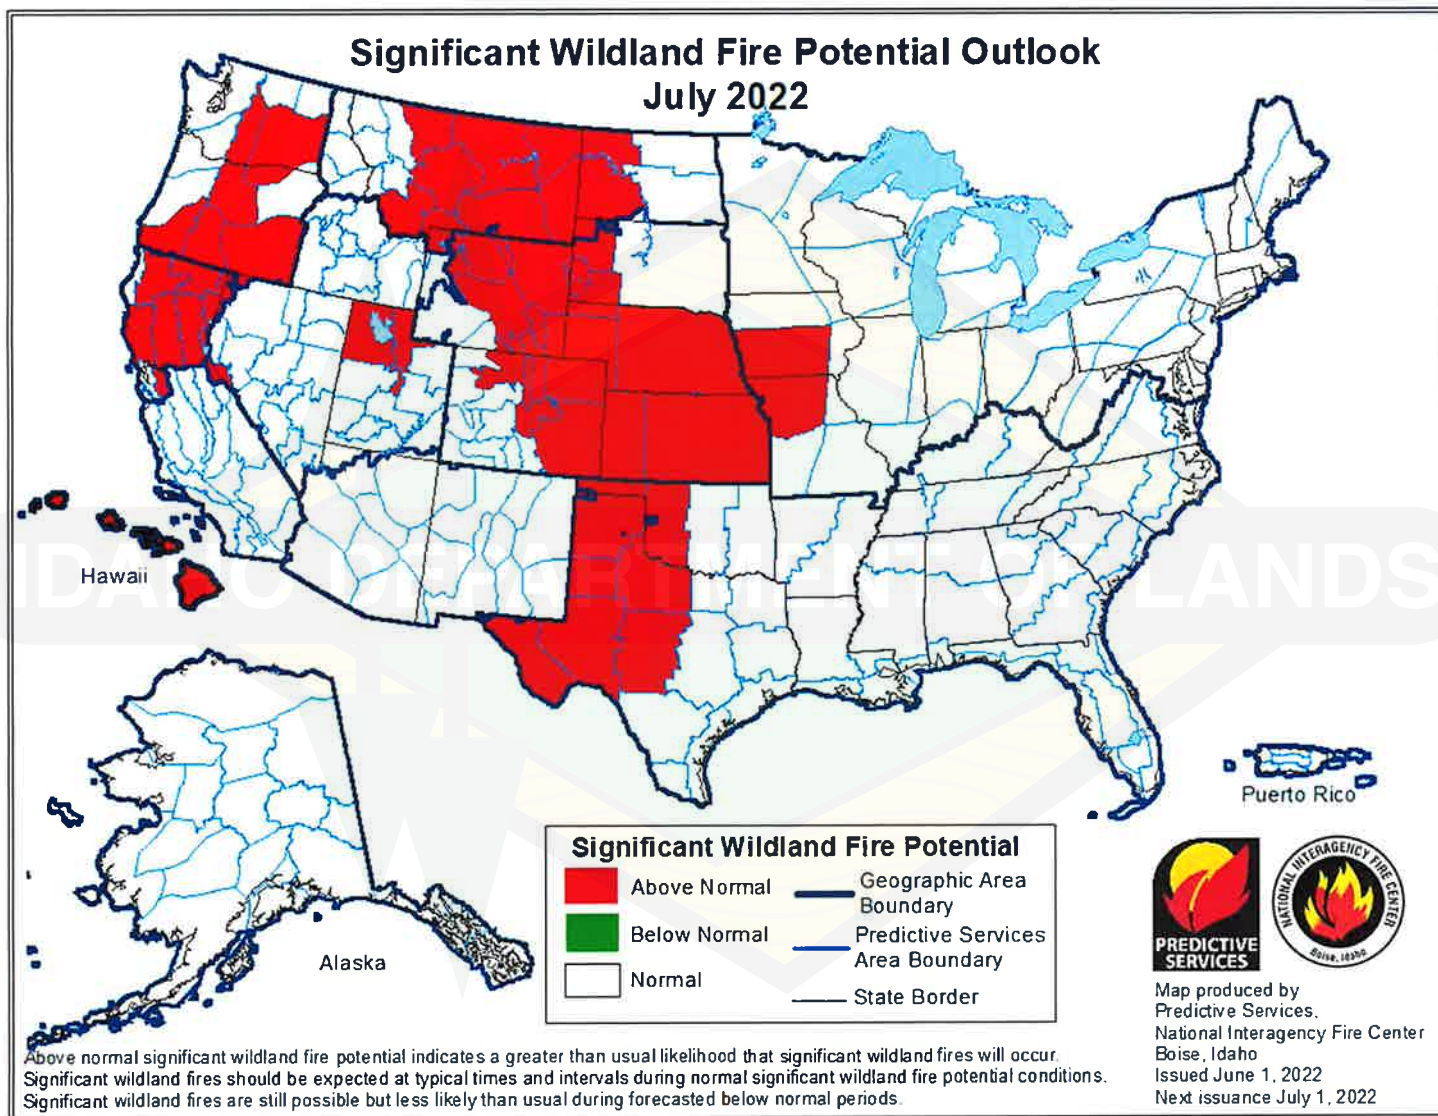 Significant Wildland Fire Potential Outlook
July 2022
IDAHO DEPARTMENT OF LANDS
Hawaii
Alaska
Puerto Rico
Significant Wildland Fire Potential
Above Normal
Below Normal
Normal
Geographic Area
Boundary
Predictive Services
Area Boundary
State Border
PREDICTIVE
SERVICES
NATIONAL INTERAGENCY FIRE CENTER
Boise, Idaho
Map produced by
Predictive Services,
National Interagency Fire Center
Boise, Idaho
Issued June 1, 2022
Next issuance July 1, 2022
Above normal significant wildland fire potential indicates a greater than usual likelihood that significant wildland fires will occur.
Significant wildland fires should be expected at typical times and intervals during normal significant wildland fire potential conditions.
Significant wildland fires are still possible but less likely than usual during forecasted below normal periods.